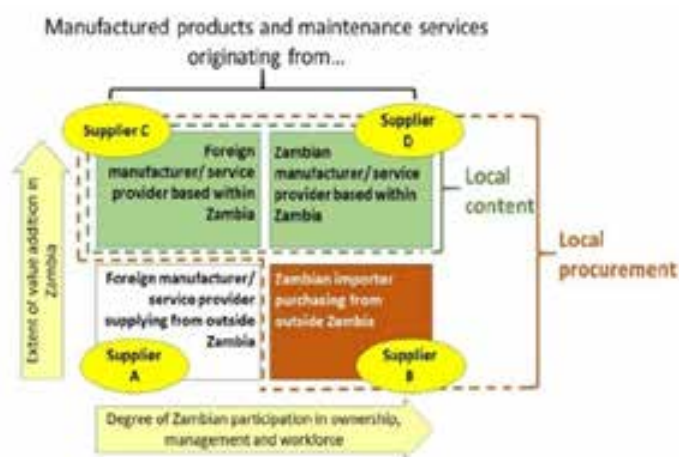 Manufactured products and maintenance services
originating from...
Supplier C
Supplier
D
Foreign
manufacturer/ service
provider based within
Zambia
Zambian
manufacturer/ service
provider based within
Zambia
Local
content
Local
procurement
Extent of value addition in
Zambia
Foreign manufacturer/
service provider
supplying from outside
Zambia
Zambian importer
purchasing from
outside Zambia
Supplier
A
Supplier
B
Degree of Zambian participation in ownership,
management and workforce